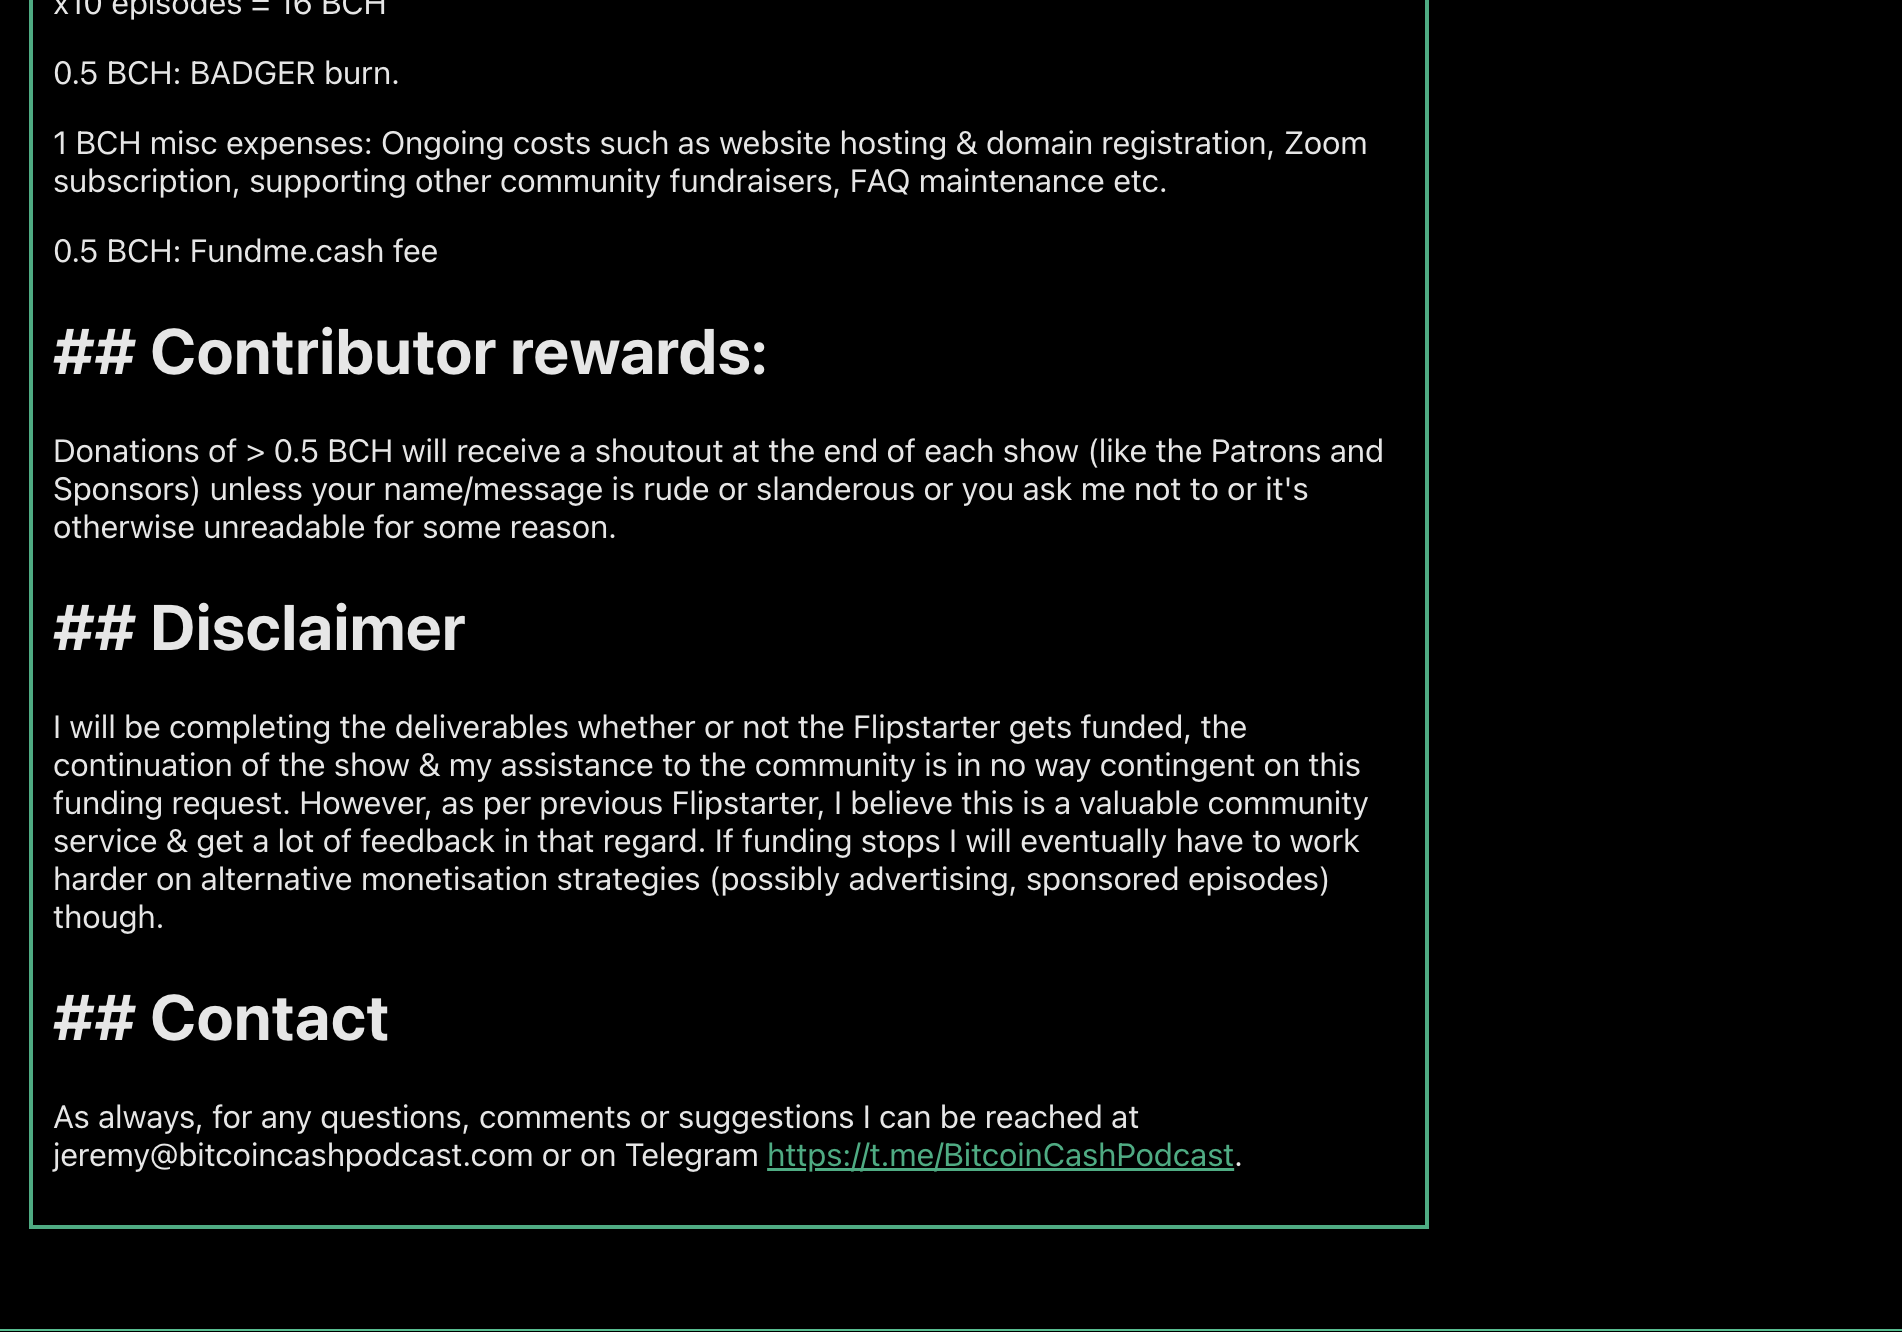 x10 episodes = 16 BCH
0.5 BCH: BADGER burn.
1 BCH misc expenses: Ongoing costs such as website hosting & domain registration, Zoom
subscription, supporting other community fundraisers, FAQ maintenance etc.
0.5 BCH: Fundme.cash fee
## Contributor rewards:
Donations of > 0.5 BCH will receive a shoutout at the end of each show (like the Patrons and
Sponsors) unless your name/message is rude or slanderous or you ask me not to or it's
otherwise unreadable for some reason.
## Disclaimer
I will be completing the deliverables whether or not the Flipstarter gets funded, the
continuation of the show & my assistance to the community is in no way contingent on this
funding request. However, as per previous Flipstarter, I believe this is a valuable community
service & get a lot of feedback in that regard. If funding stops I will eventually have to work
harder on alternative monetisation strategies (possibly advertising, sponsored episodes)
though.
## Contact
As always, for any questions, comments or suggestions I can be reached at
jeremy@bitcoincashpodcast.com or on Telegram https://t.me/BitcoinCashPodcast.